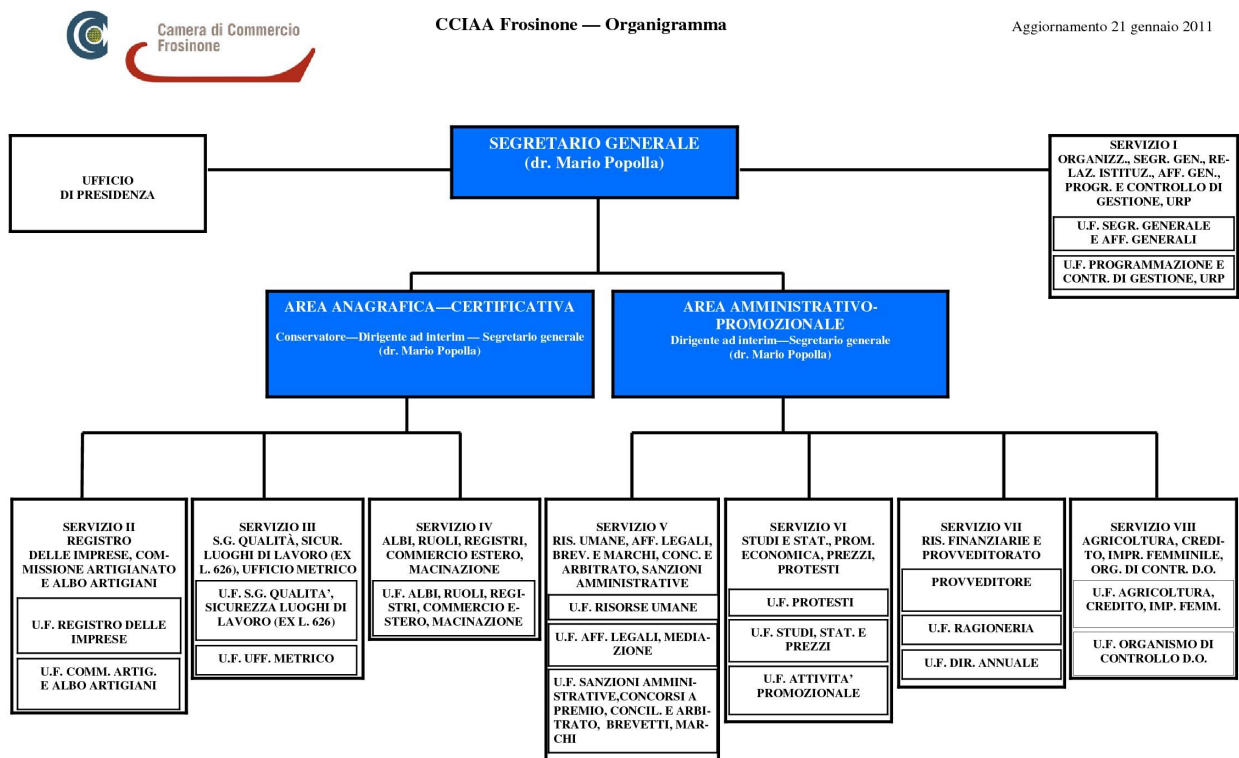 Camera di Commercio
Frosinone
CCIAA Frosinone — Organigramma
Aggiornamento 21 gennaio 2011
UFFICIO
DI PRESIDENZA
SEGRETARIO GENERALE
(dr. Mario Popolla)
SERVIZIO I
ORGANIZZ., SEGR. GEN., RE-
LAZ. ISTITUZ., AFF. GEN.,
PROGR. E CONTROLLO DI
GESTIONE, URP
U.F. SEGR. GENERALE
E AFF. GENERALI
U.F. PROGRAMMAZIONE E
CONTR. DI GESTIONE, URP
AREA ANAGRAFICA—CERTIFICATIVA
Conservatore—Dirigente ad interim — Segretario generale
(dr. Mario Popolla)
AREA AMMINISTRATIVO-
PROMOZIONALE
Dirigente ad interim—Segretario generale
(dr. Mario Popolla)
SERVIZIO II
REGISTRO
DELLE IMPRESE, COM-
MISSIONE ARTIGIANATO
E ALBO ARTIGIANI
U.F. REGISTRO DELLE
IMPRESE
U.F. COMM. ARTIG.
E ALBO ARTIGIANI
SERVIZIO III
S.G. QUALITÀ, SICUR.
LUOGHI DI LAVORO (EX
L. 626), UFFICIO METRICO
U.F. S.G. QUALITA',
SICUREZZA LUOGHI DI
LAVORO (EX L. 626)
U.F. UFF. METRICO
SERVIZIO IV
ALBI, RUOLI, REGISTRI,
COMMERCIO ESTERO,
MACINAZIONE
U.F. ALBI, RUOLI, REGI-
STRI, COMMERCIO E-
STERO, MACINAZIONE
SERVIZIO V
RIS. UMANE, AFF. LEGALI,
BREV. E MARCHI, CONC. E
ARBITRATO, SANZIONI
AMMINISTRATIVE
U.F. RISORSE UMANE
U.F. AFF. LEGALI, MEDIA-
ZIONE
U.F. SANZIONI AMMINI-
STRATIVE,CONCORSI A
PREMIO, CONCIL. E ARBI-
TRATO, BREVETTI, MAR-
CHI
SERVIZIO VI
STUDI E STAT., PROM.
ECONOMICA, PREZZI,
PROTESTI
U.F. PROTESTI
U.F. STUDI, STAT. E
PREZZI
U.F. ATTIVITA'
PROMOZIONALE
SERVIZIO VII
RIS. FINANZIARIE E
PROVVEDITORATO
PROVVEDITORE
U.F. RAGIONERIA
U.F. DIR. ANNUALE
SERVIZIO VIII
AGRICOLTURA, CREDI-
TO, IMPR. FEMMINILE,
ORG. DI CONTR. D.O.
U.F. AGRICOLTURA,
CREDITO, IMP. FEMM.
U.F. ORGANISMO DI
CONTROLLO D.O.